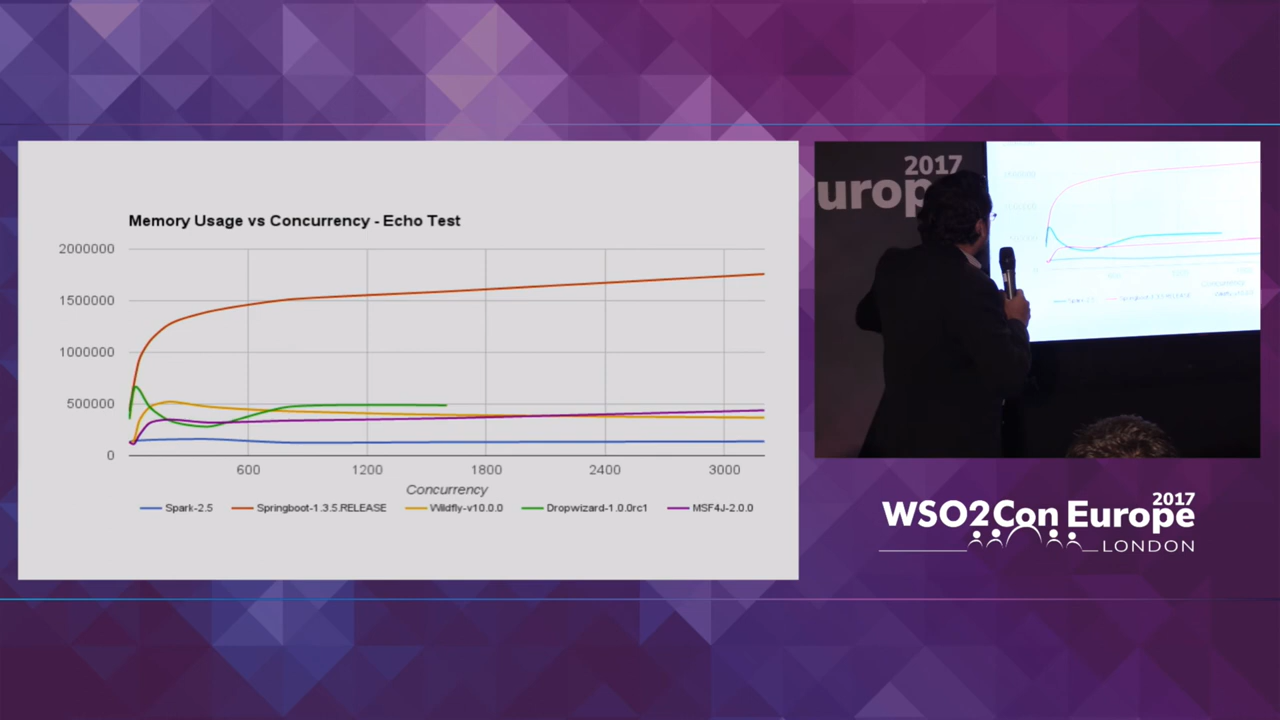 Memory Usage vs Concurrency - Echo Test
2000000
1500000
1000000
500000
0
600
1200
1800
2400
3000
Concurrency
Spark-2.5
Springboot-1.3.5.RELEASE
Wildfly-v10.0.0
Dropwizard-1.0.0rc1
MSF4J-2.0.0
2017
urop
WSO2Con Europe
2017
LONDON